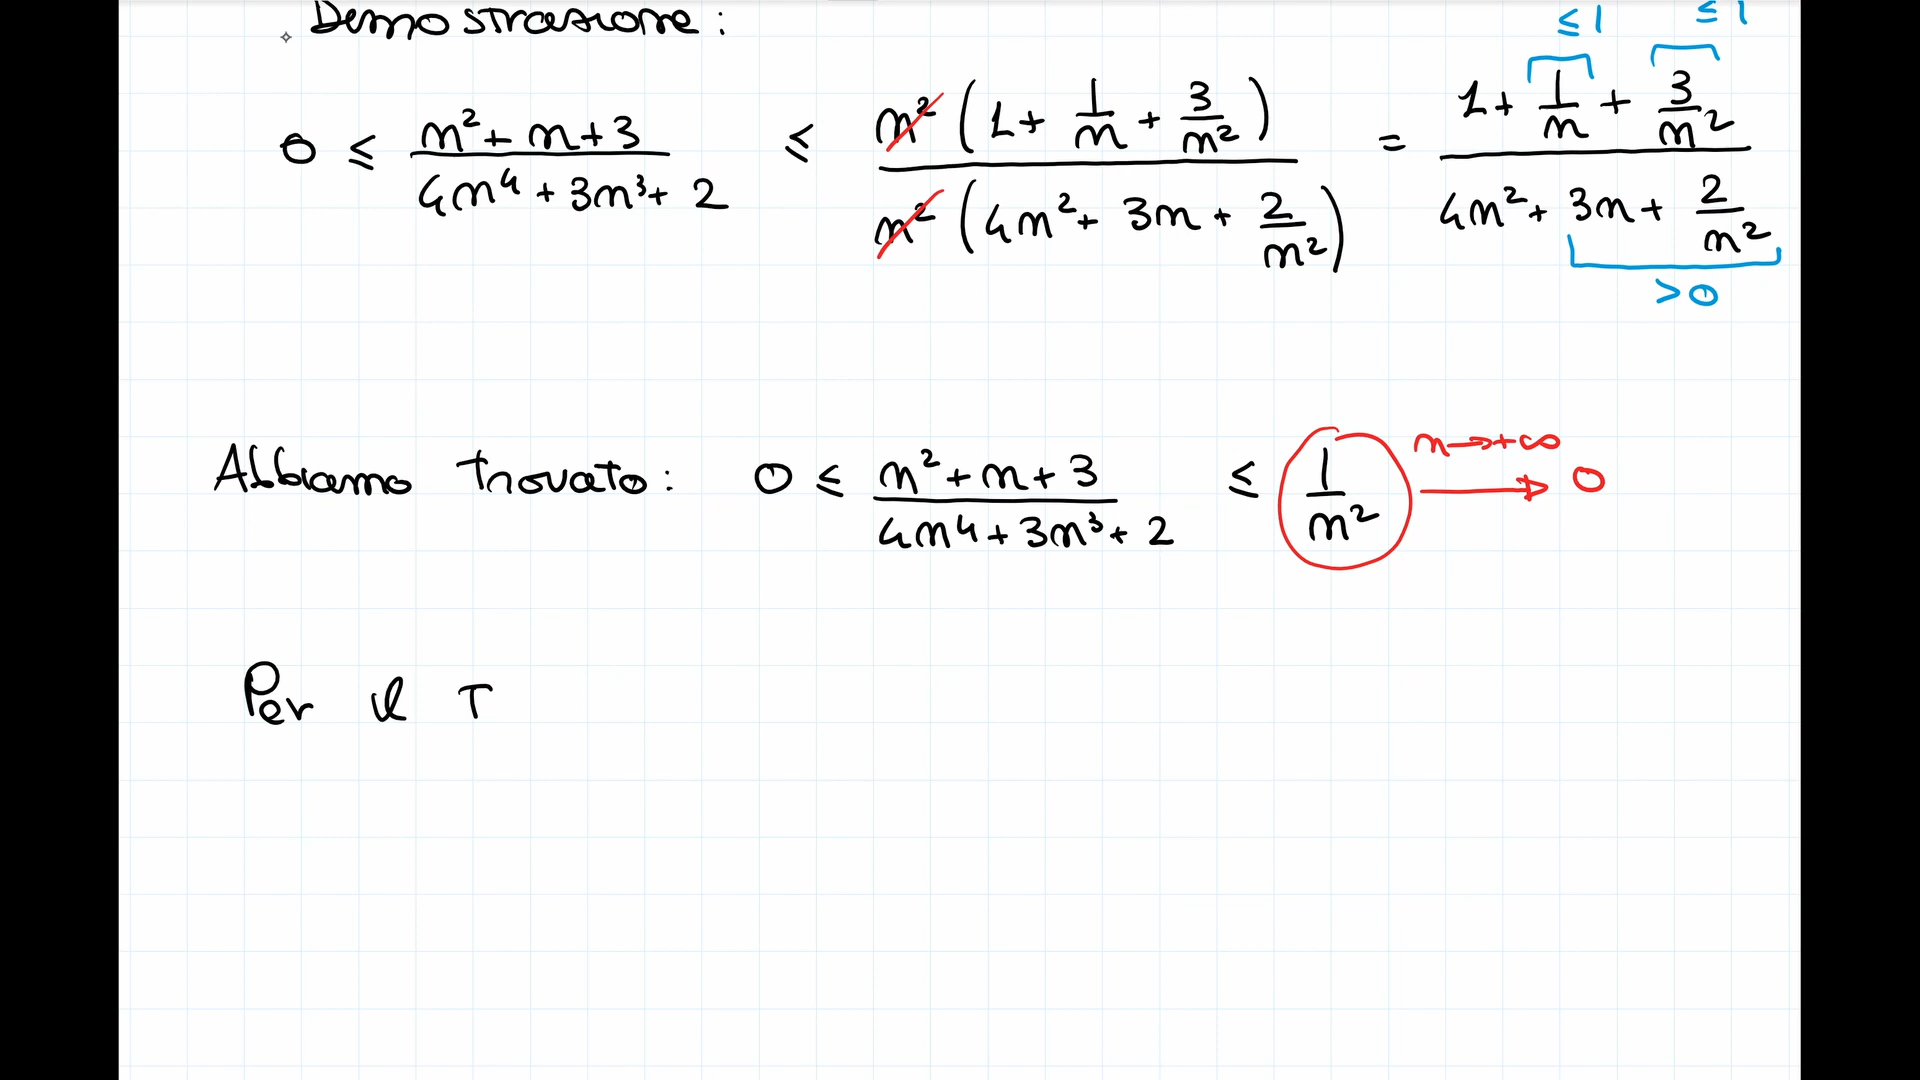 Demostrazione:
≤ 1 ≤ 1
0 ≤ (n² + n + 3)/(4n⁴ + 3n³ + 2) ≤ n²(1 + 1/n + 3/n²)/n²(4n² + 3n + 2/n²) = (1 + 1/n + 3/n²)/(4n² + 3n + 2/n²)
> 0
Abbiamo trovato: 0 ≤ (n² + n + 3)/(4n⁴ + 3n³ + 2) ≤ 1/n² n→+∞ → 0
Per il T